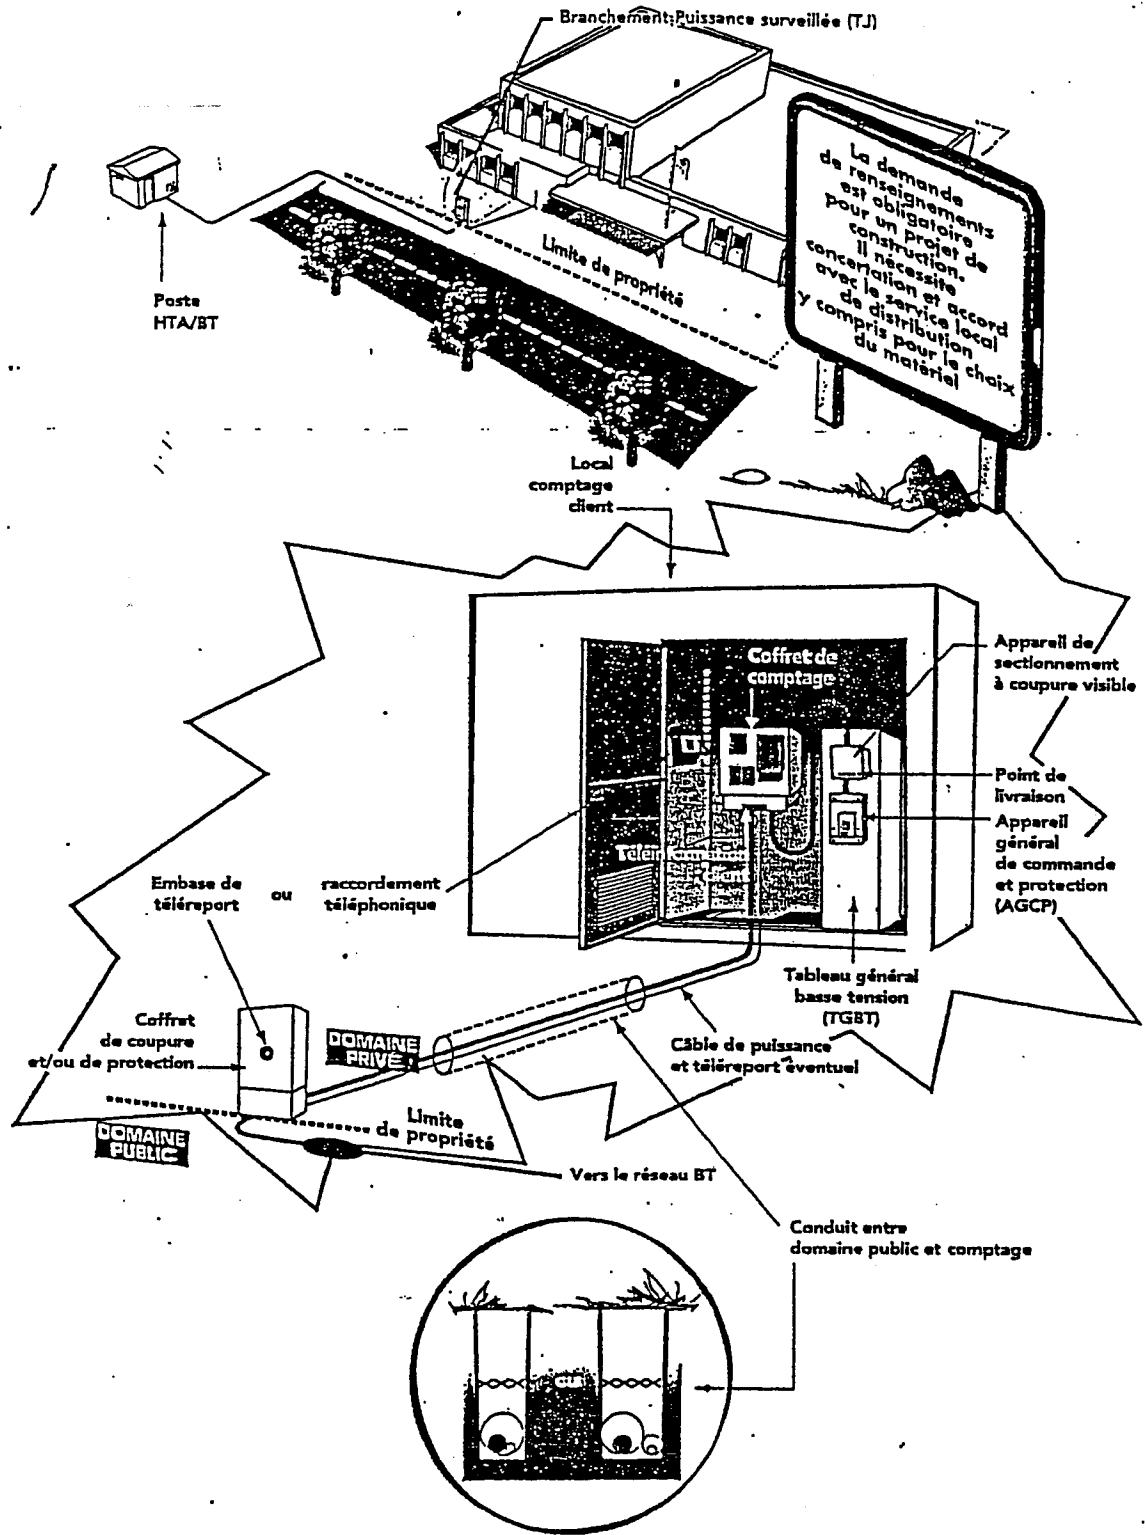 Branchement:Puissance surveillée (TJ)
La demande
de renseignements
est obligatoire
pour un projet de
construction.
Il nécessite
concertation et accord
avec le service local
de distribution
y compris pour le choix
du matériel
Limite de propriété
Poste
HTA/BT
Local
comptage
client
Coffret de
comptage
Appareil de
sectionnement
à coupure visible
Point de
livraison
Appareil
général
de commande
et protection
(AGCP)
Embase de
téléreport
ou
raccordement
téléphonique
Tableau général
basse tension
(TGBT)
Coffret
de coupure
et/ou de protection
DOMAINE
PRIVÉ
Câble de puissance
et téléreport éventuel
Limite
de propriété
DOMAINE
PUBLIC
Vers le réseau BT
Conduit entre
domaine public et comptage